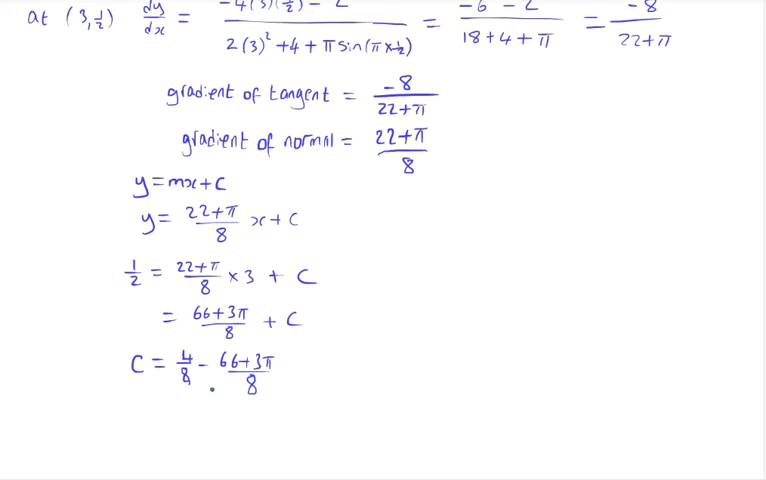 at (3,½) dy/dx = -4(3)(½) - 2 / 2(3)² + 4 + π sin(π×½) = -6 - 2 / 18 + 4 + π = -8 / 22+π
gradient of tangent = -8 / 22+π
gradient of normal = 22+π / 8
y = mx + c
y = 22+π / 8 x + c
½ = 22+π / 8 × 3 + C
= 66+3π / 8 + C
C = 4/8 - 66+3π / 8